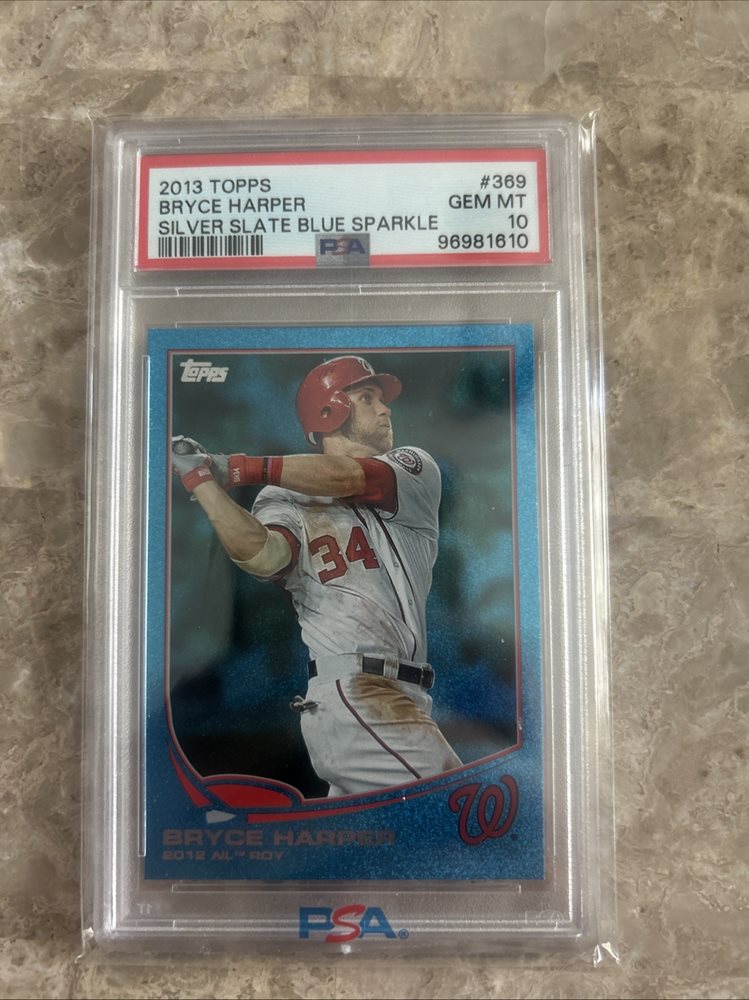 2013 TOPPS #369
BRYCE HARPER GEM MT
SILVER SLATE BLUE SPARKLE 10
PSA 96981610
Topps
W
34
W
BRYCE HARPER
2012 NL™ ROY
W
PSA®